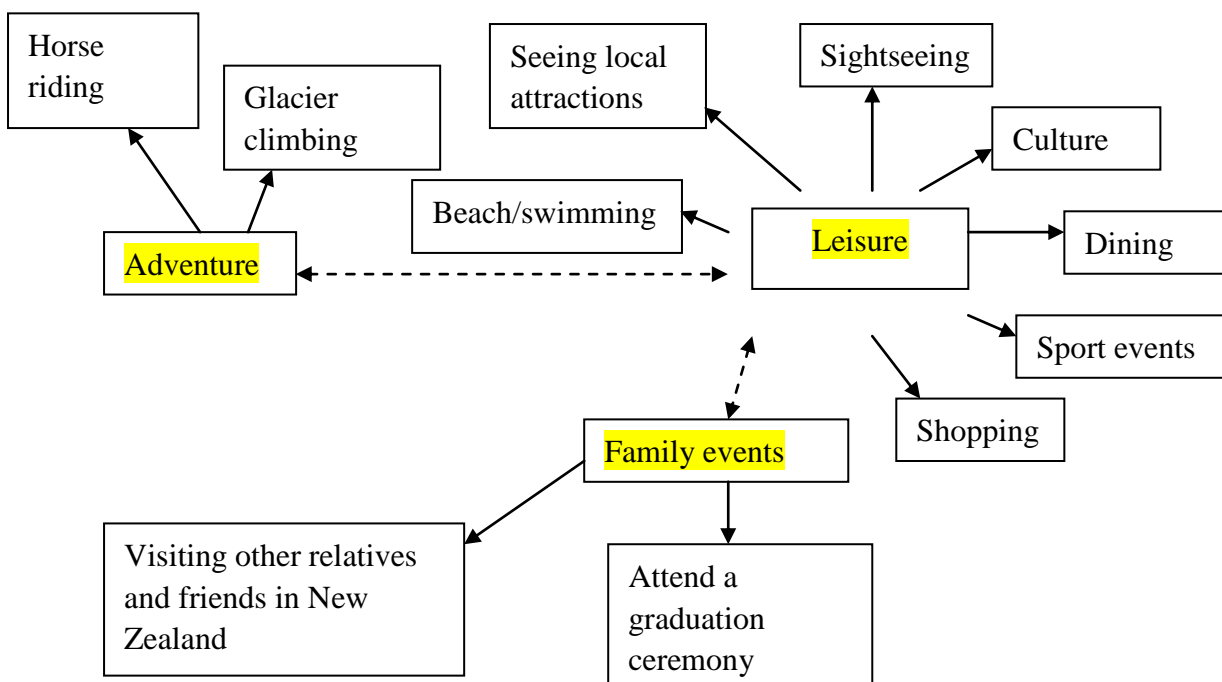 Horse
riding
Glacier
climbing
Seeing local
attractions
Sightseeing
Culture
Beach/swimming
Leisure
Adventure
Dining
Sport events
Shopping
Family events
Visiting other relatives
and friends in New
Zealand
Attend a
graduation
ceremony